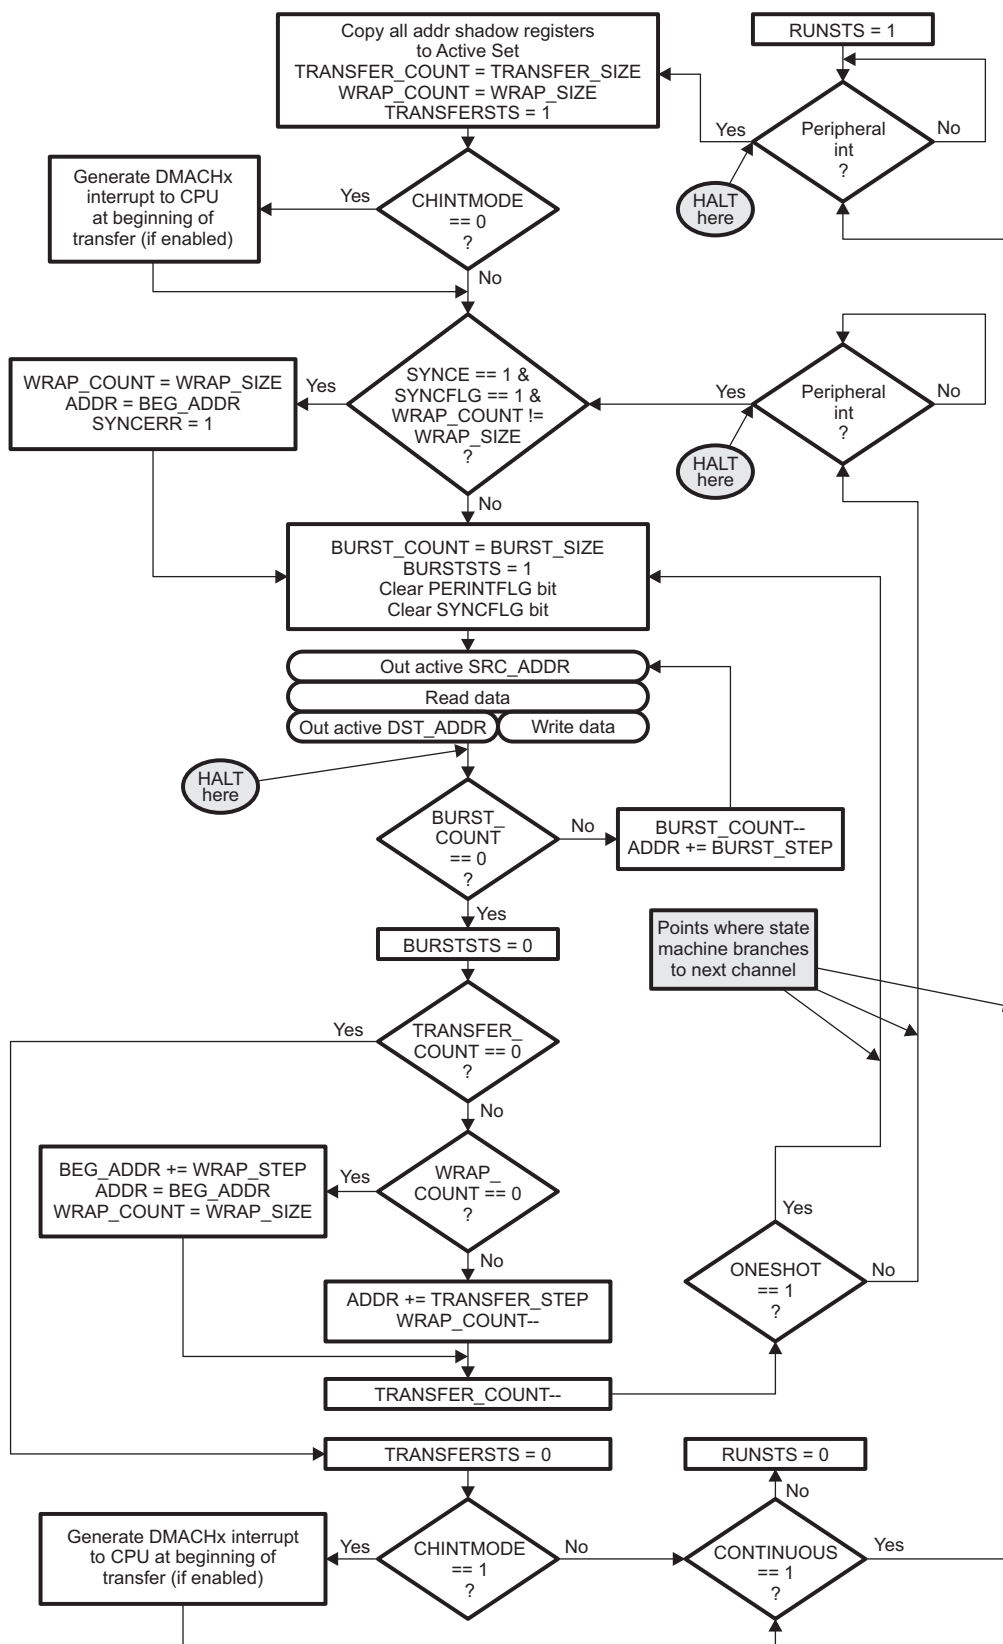 Copy all addr shadow registers
to Active Set
TRANSFER_COUNT = TRANSFER_SIZE
WRAP_COUNT = WRAP_SIZE
TRANSFERSTS = 1
RUNSTS = 1
Peripheral
int
?
Yes
No
HALT
here
Generate DMACHx
interrupt to CPU
at beginning of
transfer (if enabled)
Yes
CHINTMODE
== 0
?
No
WRAP_COUNT = WRAP_SIZE
ADDR = BEG_ADDR
SYNCERR = 1
Yes
SYNCE == 1 &
SYNCFLG == 1 &
WRAP_COUNT !=
WRAP_SIZE
?
No
Yes
Peripheral
int
?
No
HALT
here
BURST_COUNT = BURST_SIZE
BURSTSTS = 1
Clear PERINTFLG bit
Clear SYNCFLG bit
Out active SRC_ADDR
Read data
Out active DST_ADDR
Write data
HALT
here
BURST_
COUNT
== 0
?
No
BURST_COUNT--
ADDR += BURST_STEP
Yes
BURSTSTS = 0
Points where state
machine branches
to next channel
Yes
TRANSFER_
COUNT == 0
?
No
BEG_ADDR += WRAP_STEP
ADDR = BEG_ADDR
WRAP_COUNT = WRAP_SIZE
Yes
WRAP_
COUNT == 0
?
No
Yes
ONESHOT
== 1
?
No
ADDR += TRANSFER_STEP
WRAP_COUNT--
TRANSFER_COUNT--
TRANSFERSTS = 0
RUNSTS = 0
No
Generate DMACHx interrupt
to CPU at beginning of
transfer (if enabled)
Yes
CHINTMODE
== 1
?
No
CONTINUOUS
== 1
?
Yes